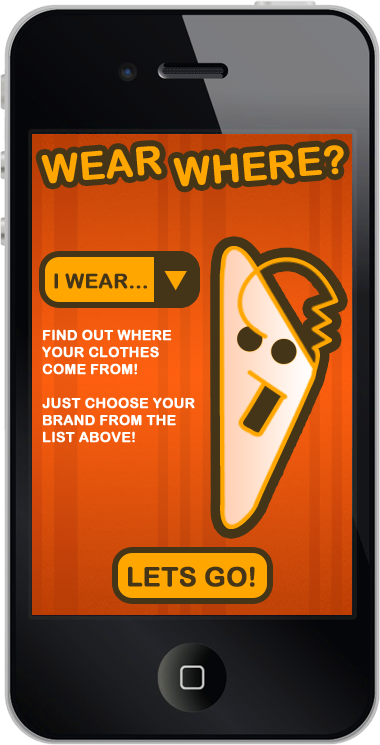 WEAR WHERE?
I WEAR...
FIND OUT WHERE
YOUR CLOTHES
COME FROM!
JUST CHOOSE YOUR
BRAND FROM THE
LIST ABOVE!
LETS GO!